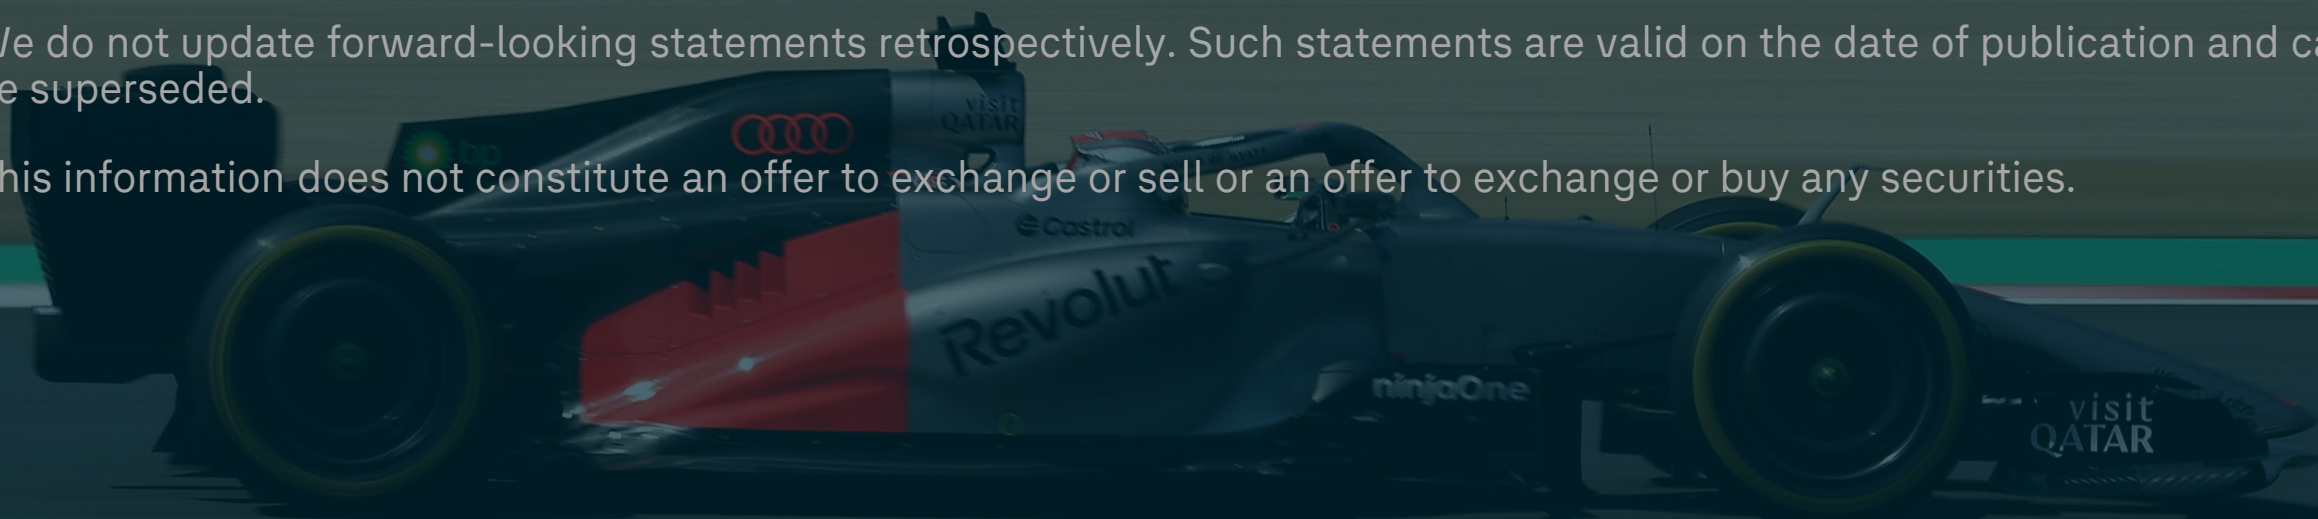 We do not update forward-looking statements retrospectively. Such statements are valid on the date of publication and ca
e superseded.
his information does not constitute an offer to exchange or sell or an offer to exchange or buy any securities.
visit
QATAR
bp
Castrol
Revolut
ninjaOne
visit
QATAR